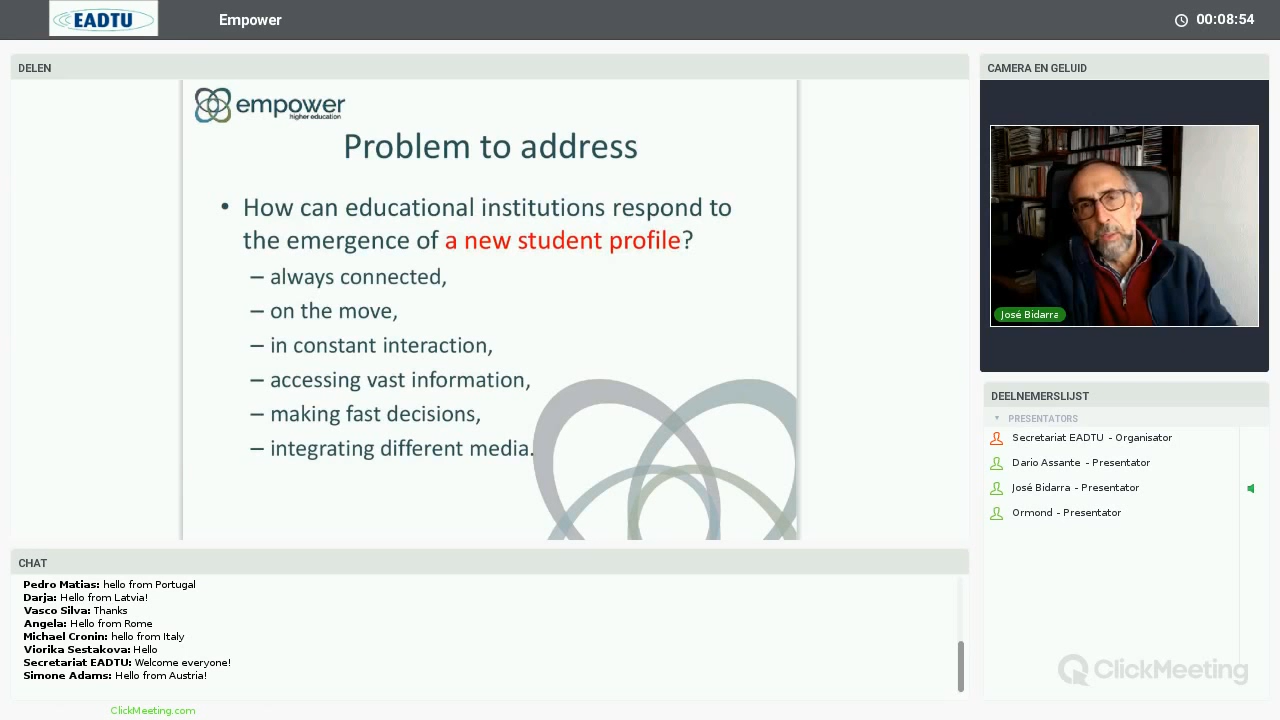 EADTU
Empower
00:08:54
DELEN
empower
higher education
Problem to address
• How can educational institutions respond to
the emergence of a new student profile?
– always connected,
– on the move,
– in constant interaction,
– accessing vast information,
– making fast decisions,
– integrating different media.
CAMERA EN GELUID
José Bidarra
DEELNEMERSLIJST
PRESENTATORS
Secretariat EADTU - Organisator
Dario Assante - Presentator
José Bidarra - Presentator
Ormond - Presentator
CHAT
Pedro Matias: hello from Portugal
Darja: Hello from Latvia!
Vasco Silva: Thanks
Angela: Hello from Rome
Michael Cronin: hello from Italy
Viorika Sestakova: Hello
Secretariat EADTU: Welcome everyone!
Simone Adams: Hello from Austria!
ClickMeeting
ClickMeeting.com